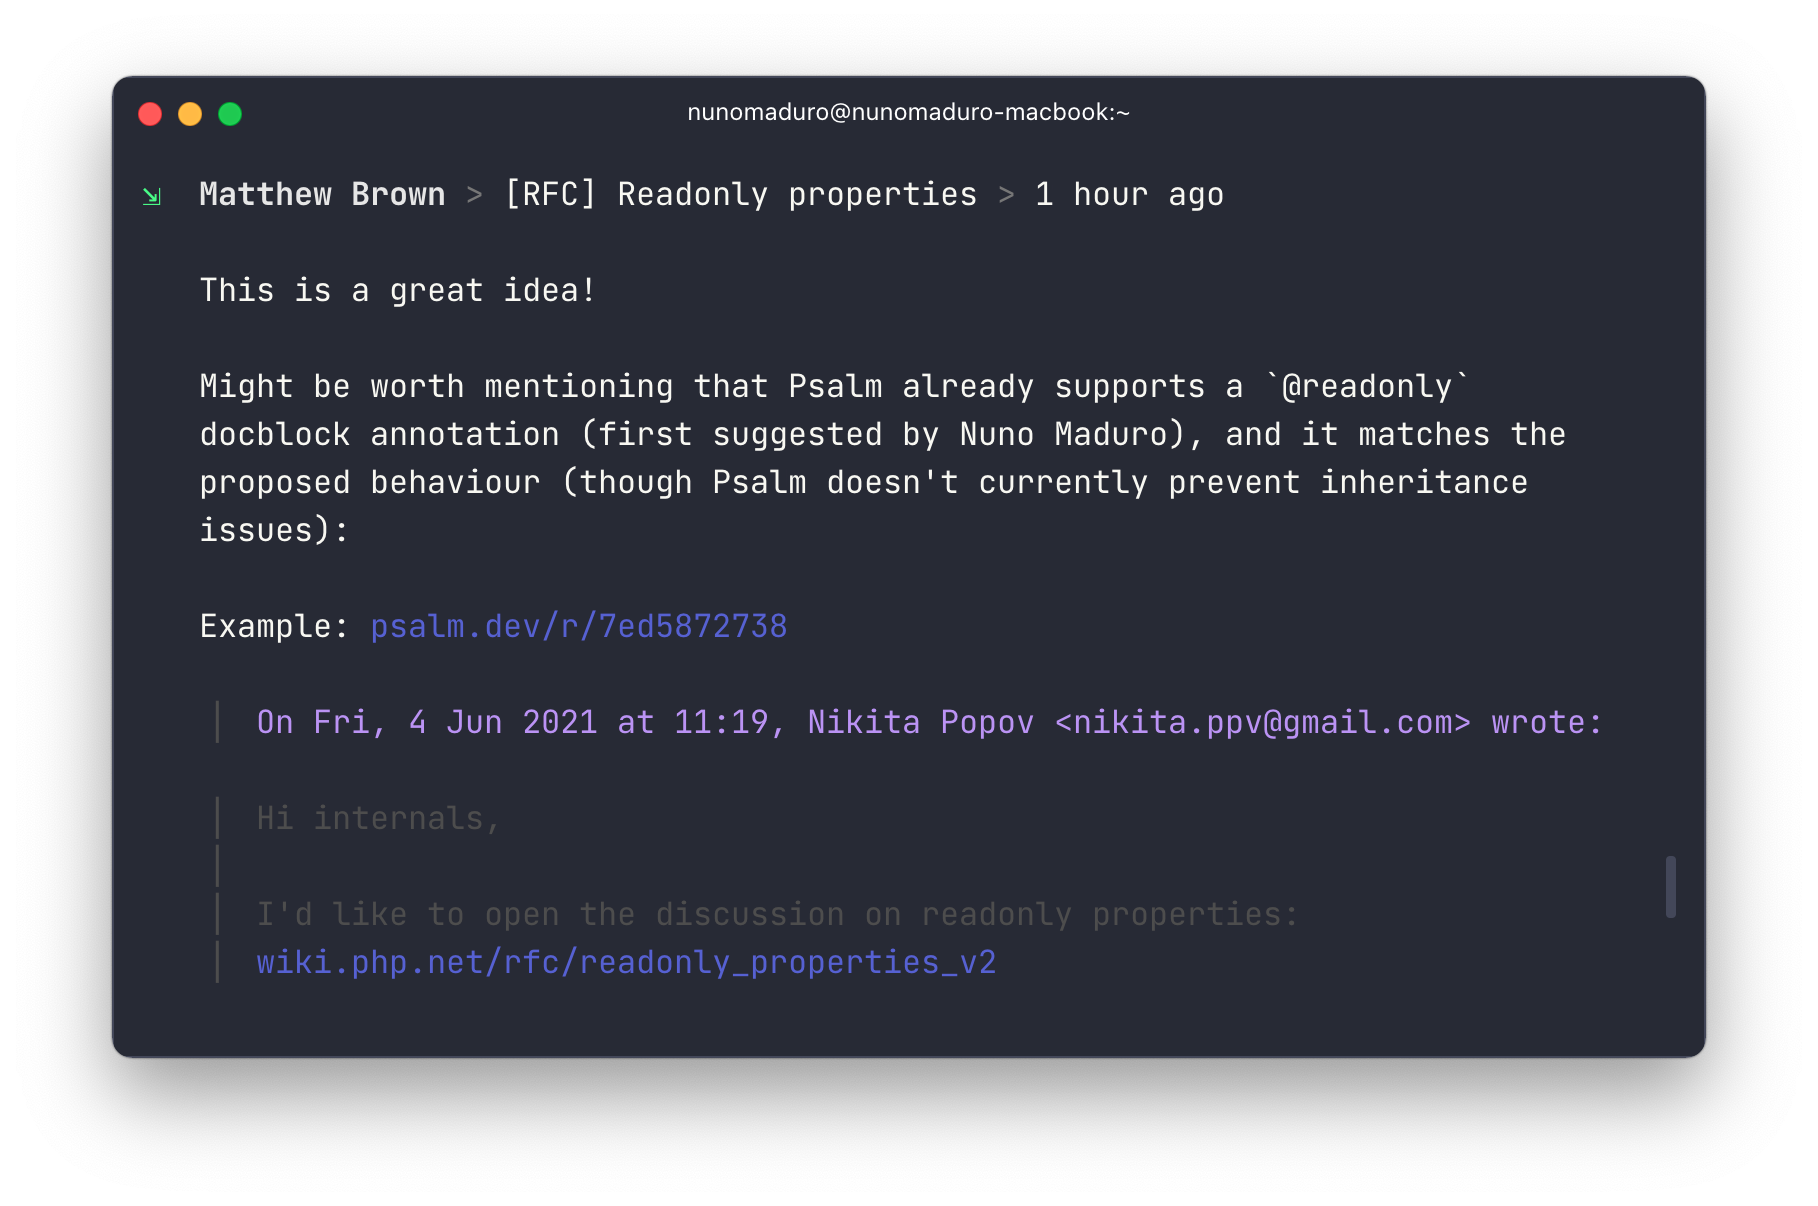 nunomaduro@nunomaduro-macbook:~
⇲ Matthew Brown > [RFC] Readonly properties > 1 hour ago
This is a great idea!
Might be worth mentioning that Psalm already supports a `@readonly`
docblock annotation (first suggested by Nuno Maduro), and it matches the
proposed behaviour (though Psalm doesn't currently prevent inheritance
issues):
Example: psalm.dev/r/7ed5872738
On Fri, 4 Jun 2021 at 11:19, Nikita Popov <nikita.ppv@gmail.com> wrote:
Hi internals,
I'd like to open the discussion on readonly properties:
wiki.php.net/rfc/readonly_properties_v2